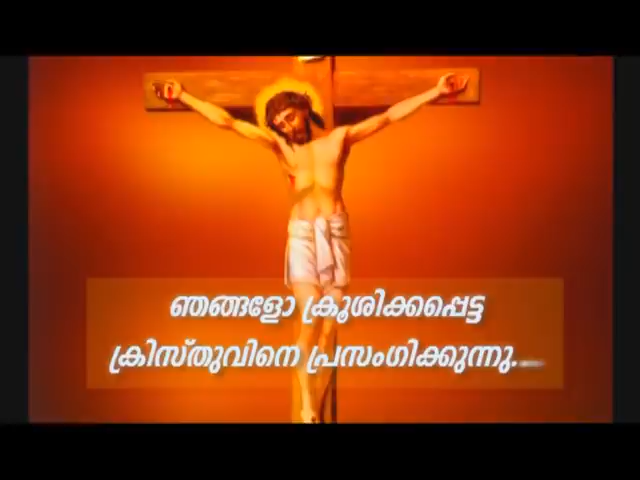 ഞങ്ങളോ ക്രൂശിക്കപ്പെട്ട
ക്രിസ്തുവിനെ പ്രസംഗിക്കുന്നു.